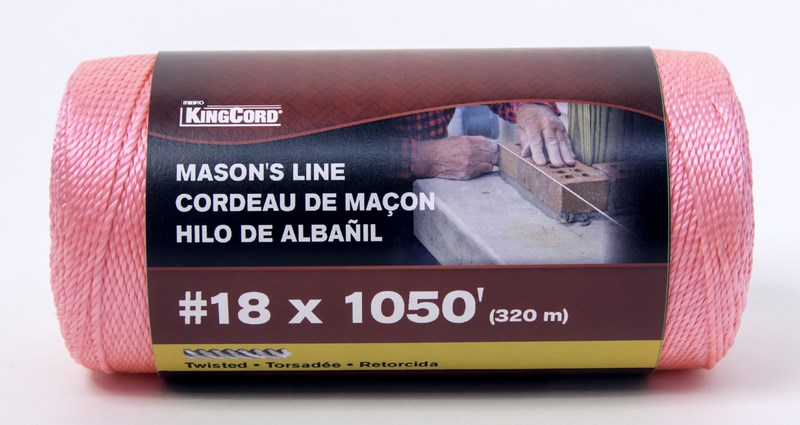 KINGCORD®
MASON'S LINE
CORDEAU DE MAÇON
HILO DE ALBAÑIL
#18 x 1050' (320 m)
Twisted • Torsadée • Retorcida